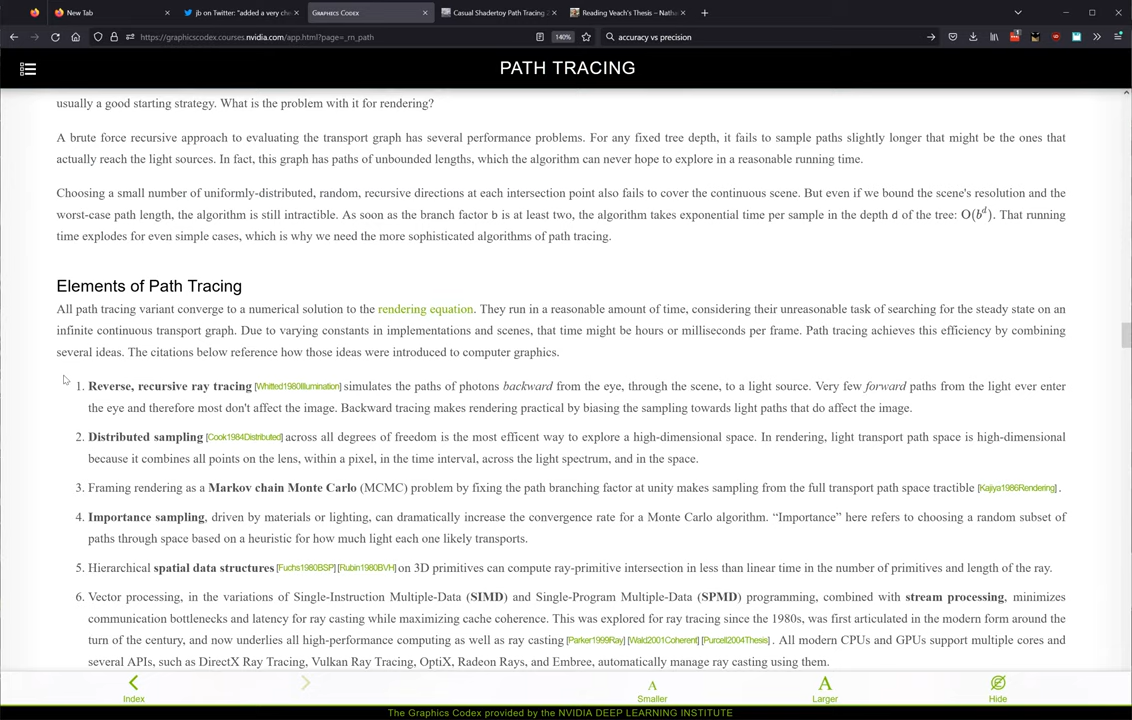 New Tab
jb on Twitter: "added a very che
GRAPHICS CODEX
Casual Shadertoy Path Tracing 2
Reading Veach's Thesis – Natha
https://graphicscodex.courses.nvidia.com/app.html?page=_rn_path
140%
accuracy vs precision
PATH TRACING
usually a good starting strategy. What is the problem with it for rendering?
A brute force recursive approach to evaluating the transport graph has several performance problems. For any fixed tree depth, it fails to sample paths slightly longer that might be the ones that
actually reach the light sources. In fact, this graph has paths of unbounded lengths, which the algorithm can never hope to explore in a reasonable running time.
Choosing a small number of uniformly-distributed, random, recursive directions at each intersection point also fails to cover the continuous scene. But even if we bound the scene's resolution and the
worst-case path length, the algorithm is still intractible. As soon as the branch factor b is at least two, the algorithm takes exponential time per sample in the depth d of the tree: O(b^d). That running
time explodes for even simple cases, which is why we need the more sophisticated algorithms of path tracing.
Elements of Path Tracing
All path tracing variant converge to a numerical solution to the rendering equation. They run in a reasonable amount of time, considering their unreasonable task of searching for the steady state on an
infinite continuous transport graph. Due to varying constants in implementations and scenes, that time might be hours or milliseconds per frame. Path tracing achieves this efficiency by combining
several ideas. The citations below reference how those ideas were introduced to computer graphics.
1. Reverse, recursive ray tracing [Whitted1980Illumination] simulates the paths of photons backward from the eye, through the scene, to a light source. Very few forward paths from the light ever enter
the eye and therefore most don't affect the image. Backward tracing makes rendering practical by biasing the sampling towards light paths that do affect the image.
2. Distributed sampling [Cook1984Distributed] across all degrees of freedom is the most efficent way to explore a high-dimensional space. In rendering, light transport path space is high-dimensional
because it combines all points on the lens, within a pixel, in the time interval, across the light spectrum, and in the space.
3. Framing rendering as a Markov chain Monte Carlo (MCMC) problem by fixing the path branching factor at unity makes sampling from the full transport path space tractible [Kajiya1986Rendering] .
4. Importance sampling, driven by materials or lighting, can dramatically increase the convergence rate for a Monte Carlo algorithm. “Importance” here refers to choosing a random subset of
paths through space based on a heuristic for how much light each one likely transports.
5. Hierarchical spatial data structures [Fuchs1980BSP] [Rubin1980BVH] on 3D primitives can compute ray-primitive intersection in less than linear time in the number of primitives and length of the ray.
6. Vector processing, in the variations of Single-Instruction Multiple-Data (SIMD) and Single-Program Multiple-Data (SPMD) programming, combined with stream processing, minimizes
communication bottlenecks and latency for ray casting while maximizing cache coherence. This was explored for ray tracing since the 1980s, was first articulated in the modern form around the
turn of the century, and now underlies all high-performance computing as well as ray casting [Parker1999Ray] [Wald2001Coherent] [Purcell2004Thesis] . All modern CPUs and GPUs support multiple cores and
several APIs, such as DirectX Ray Tracing, Vulkan Ray Tracing, OptiX, Radeon Rays, and Embree, automatically manage ray casting using them.
Index
A
Smaller
A
Larger
Hide
The Graphics Codex provided by the NVIDIA DEEP LEARNING INSTITUTE